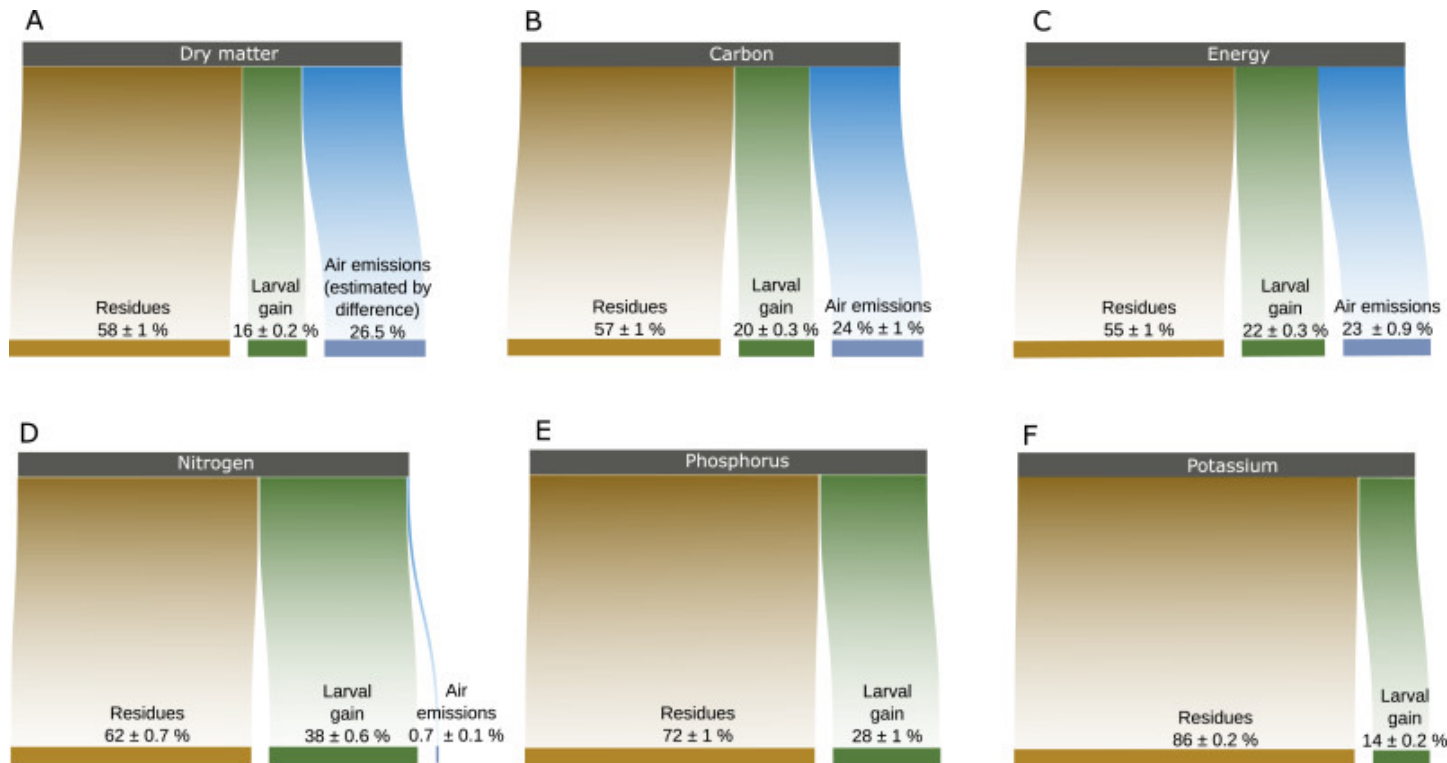 A
Dry matter
Residues
58 ± 1 %
Larval
gain
16 ± 0.2 %
Air emissions
(estimated by
difference)
26.5 %
B
Carbon
Residues
57 ± 1 %
Larval
gain
20 ± 0.3 %
Air emissions
24 % ± 1 %
C
Energy
Residues
55 ± 1 %
Larval
gain
22 ± 0.3 %
Air emissions
23 ± 0.9 %
D
Nitrogen
Residues
62 ± 0.7 %
Larval
gain
38 ± 0.6 %
Air
emissions
0.7 ± 0.1 %
E
Phosphorus
Residues
72 ± 1 %
Larval
gain
28 ± 1 %
F
Potassium
Residues
86 ± 0.2 %
Larval
gain
14 ± 0.2 %